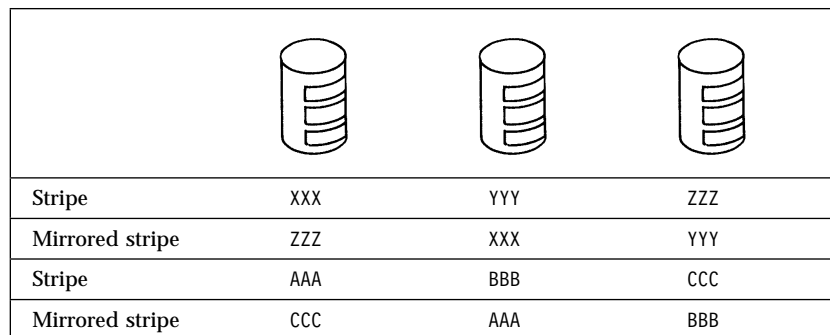 Stripe XXX YYY ZZZ
Mirrored stripe ZZZ XXX YYY
Stripe AAA BBB CCC
Mirrored stripe CCC AAA BBB